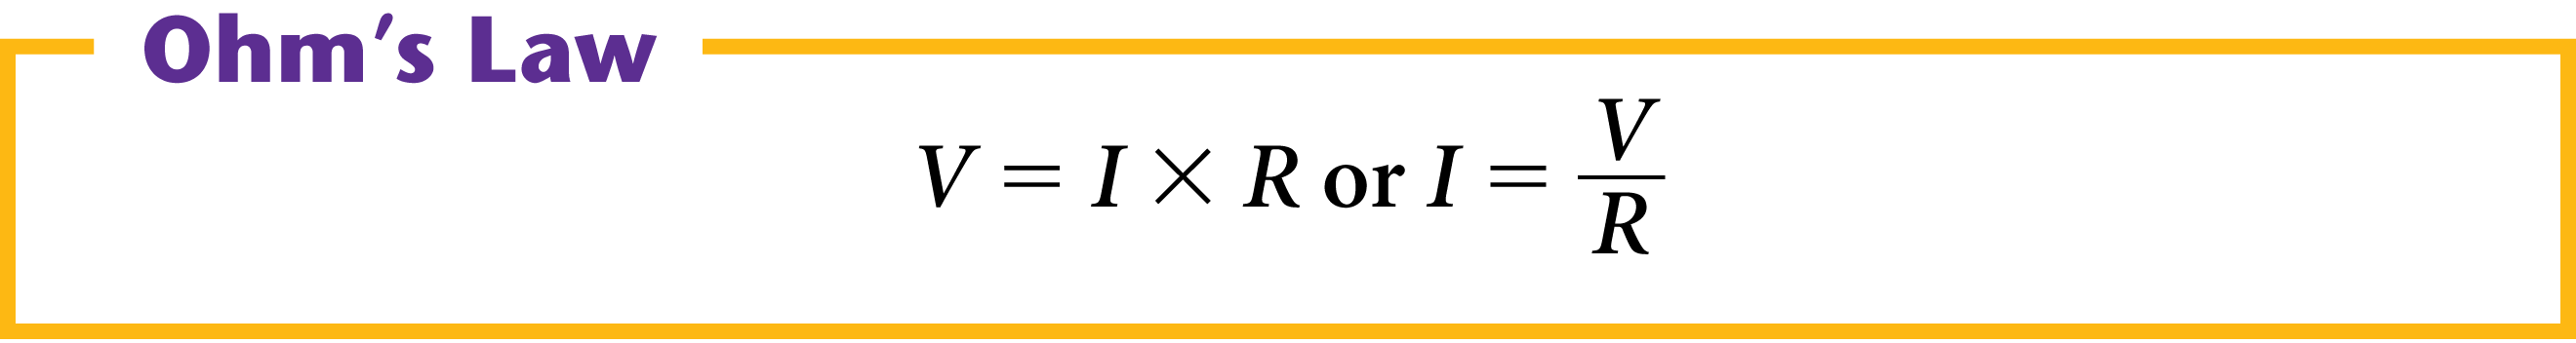 Ohm's Law
V = I × R or I = V/R